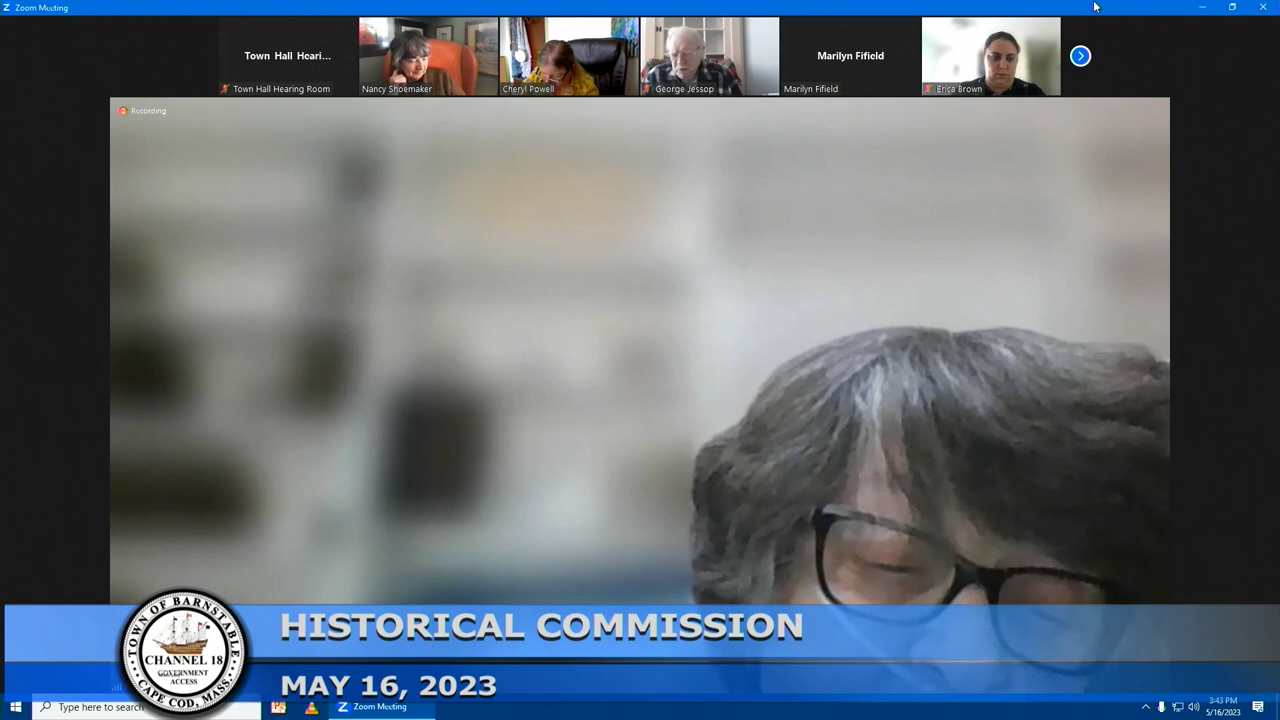 Zoom Meeting
Town Hall Heari...
Town Hall Hearing Room
Nancy Shoemaker
Cheryl Powell
George Jessop
Marilyn Fifield
Marilyn Fifield
Erica Brown
Recording
TOWN OF BARNSTABLE
CHANNEL 18
GOVERNMENT
ACCESS
CAPE COD, MASS.
HISTORICAL COMMISSION
MAY 16, 2023
Type here to search
Zoom Meeting
3:43 PM
5/16/2023